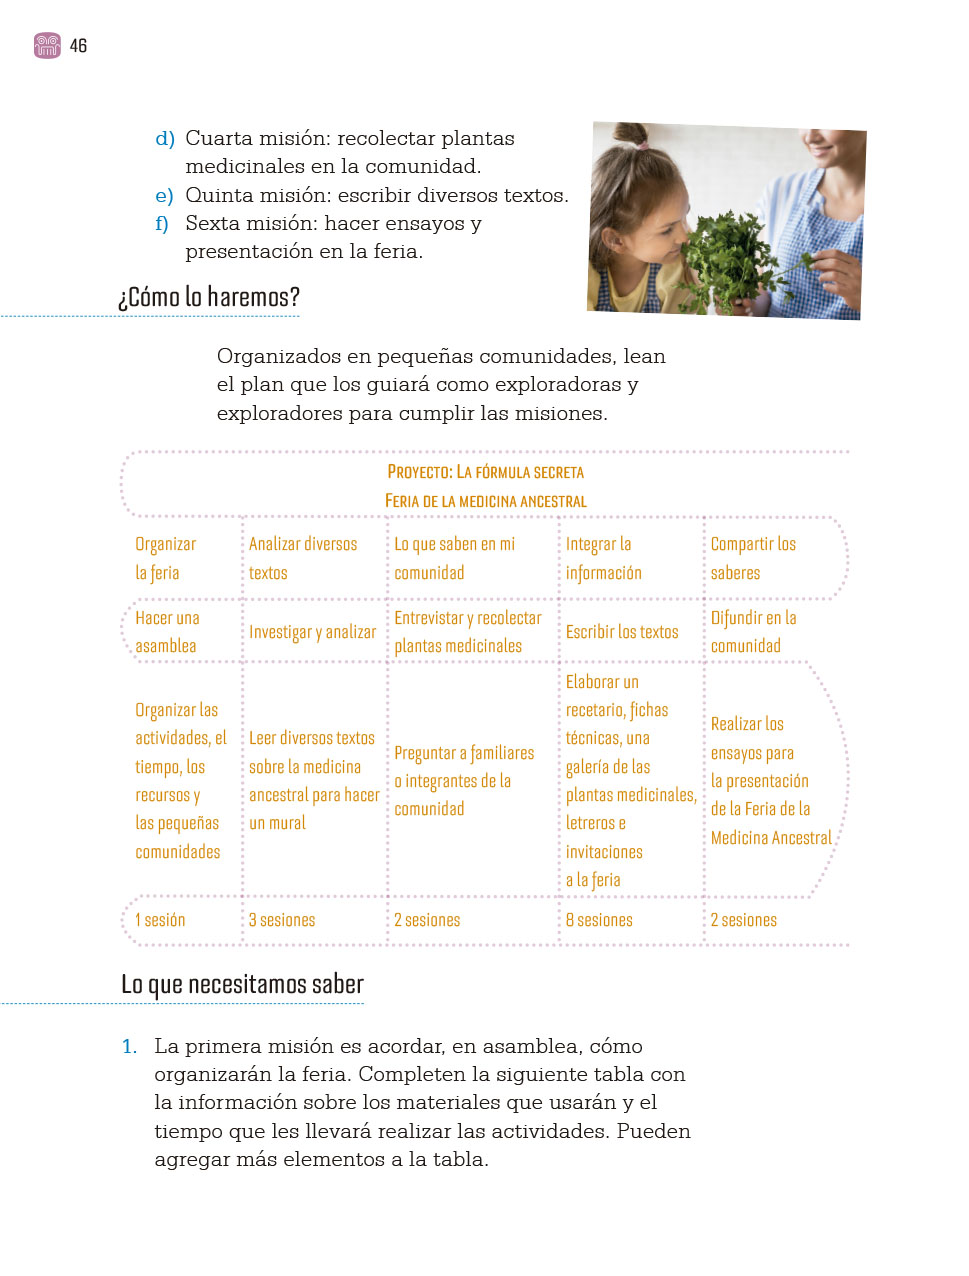 46
d) Cuarta misión: recolectar plantas
medicinales en la comunidad.
e) Quinta misión: escribir diversos textos.
f) Sexta misión: hacer ensayos y
presentación en la feria.
¿Cómo lo haremos?
Organizados en pequeñas comunidades, lean
el plan que los guiará como exploradoras y
exploradores para cumplir las misiones.
Proyecto: La fórmula secreta
Feria de la medicina ancestral
Organizar
la feria
Analizar diversos
textos
Lo que saben en mi
comunidad
Integrar la
información
Compartir los
saberes
Hacer una
asamblea
Investigar y analizar
Entrevistar y recolectar
plantas medicinales
Escribir los textos
Difundir en la
comunidad
Organizar las
actividades, el
tiempo, los
recursos y
las pequeñas
comunidades
Leer diversos textos
sobre la medicina
ancestral para hacer
un mural
Preguntar a familiares
o integrantes de la
comunidad
Elaborar un
recetario, fichas
técnicas, una
galería de las
plantas medicinales,
letreros e
invitaciones
a la feria
Realizar los
ensayos para
la presentación
de la Feria de la
Medicina Ancestral
1 sesión
3 sesiones
2 sesiones
8 sesiones
2 sesiones
Lo que necesitamos saber
1. La primera misión es acordar, en asamblea, cómo
organizarán la feria. Completen la siguiente tabla con
la información sobre los materiales que usarán y el
tiempo que les llevará realizar las actividades. Pueden
agregar más elementos a la tabla.